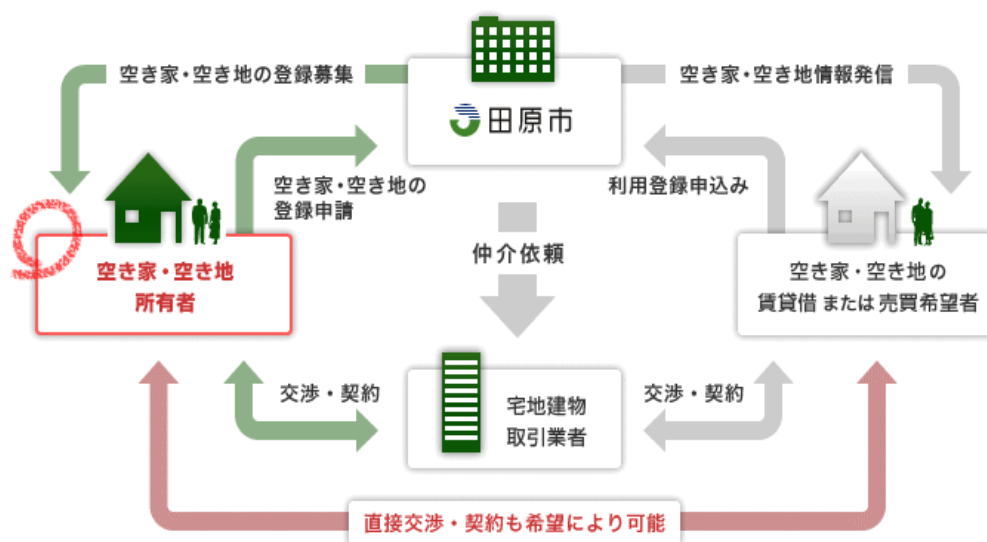 空き家・空き地の登録募集
空き家・空き地情報発信
田原市
空き家・空き地の
登録申請
利用登録申込み
仲介依頼
空き家・空き地
所有者
空き家・空き地の
賃貸借 または 売買希望者
交渉・契約
宅地建物
取引業者
交渉・契約
直接交渉・契約も希望により可能